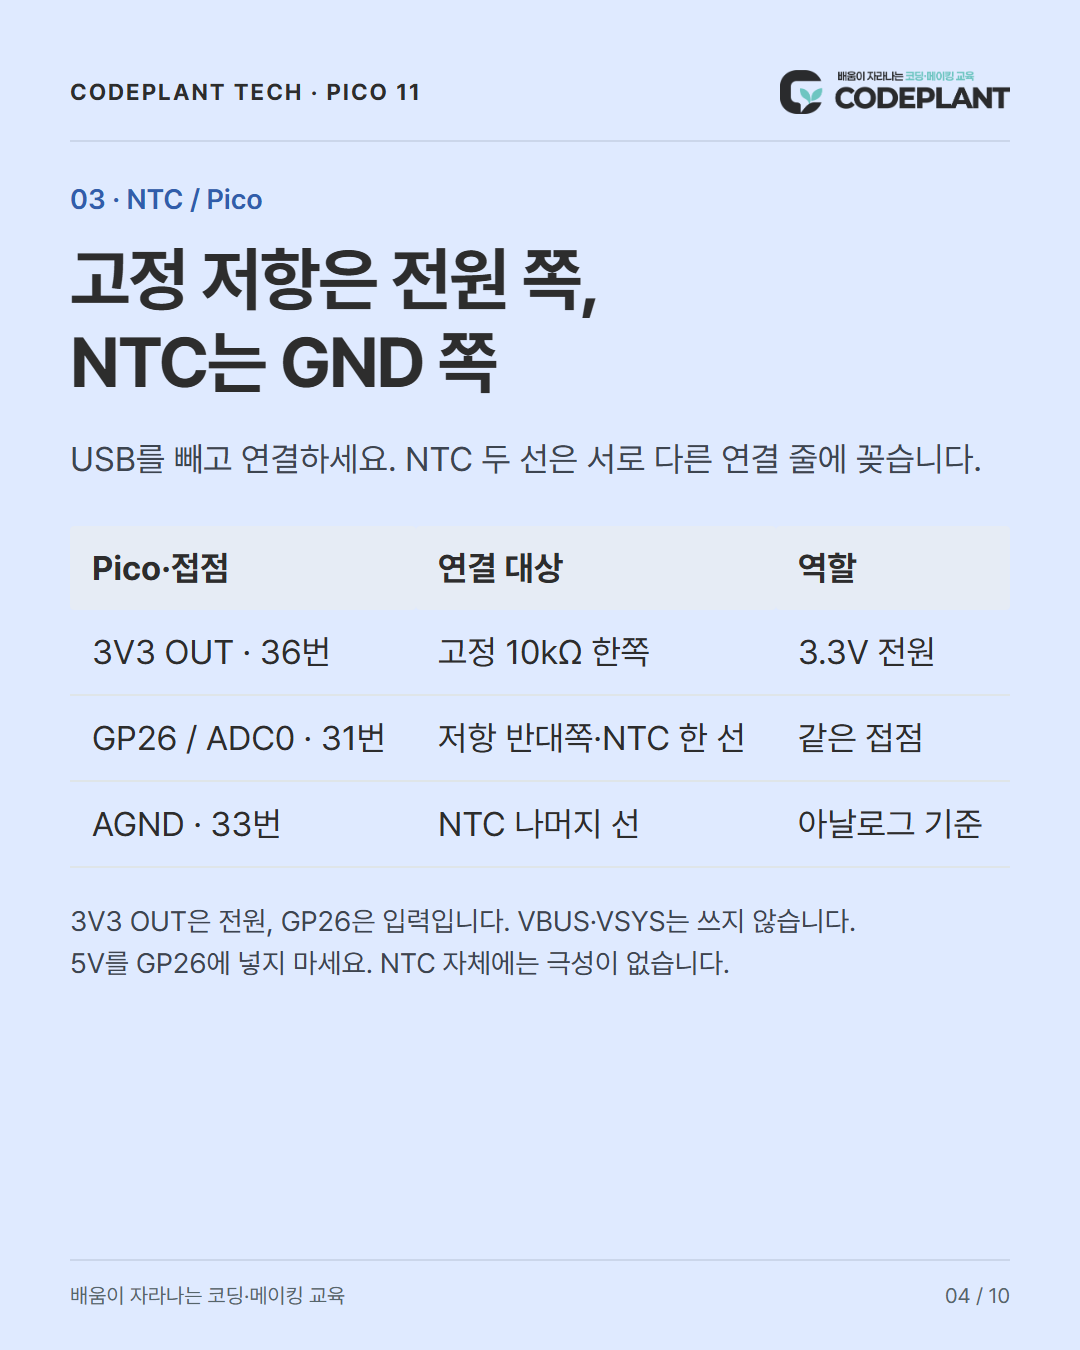 CODEPLANT TECH · PICO 11
배움이 자라나는 코딩·메이킹 교육
CODEPLANT
03 · NTC / Pico
고정 저항은 전원 쪽,
NTC는 GND 쪽
USB를 빼고 연결하세요. NTC 두 선은 서로 다른 연결 줄에 꽂습니다.
Pico·접점 연결 대상 역할
3V3 OUT · 36번 고정 10kΩ 한쪽 3.3V 전원
GP26 / ADC0 · 31번 저항 반대쪽·NTC 한 선 같은 접점
AGND · 33번 NTC 나머지 선 아날로그 기준
3V3 OUT은 전원, GP26은 입력입니다. VBUS·VSYS는 쓰지 않습니다.
5V를 GP26에 넣지 마세요. NTC 자체에는 극성이 없습니다.
배움이 자라나는 코딩·메이킹 교육
04 / 10